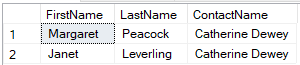 FirstName LastName ContactName
1 Margaret Peacock Catherine Dewey
2 Janet Leverling Catherine Dewey